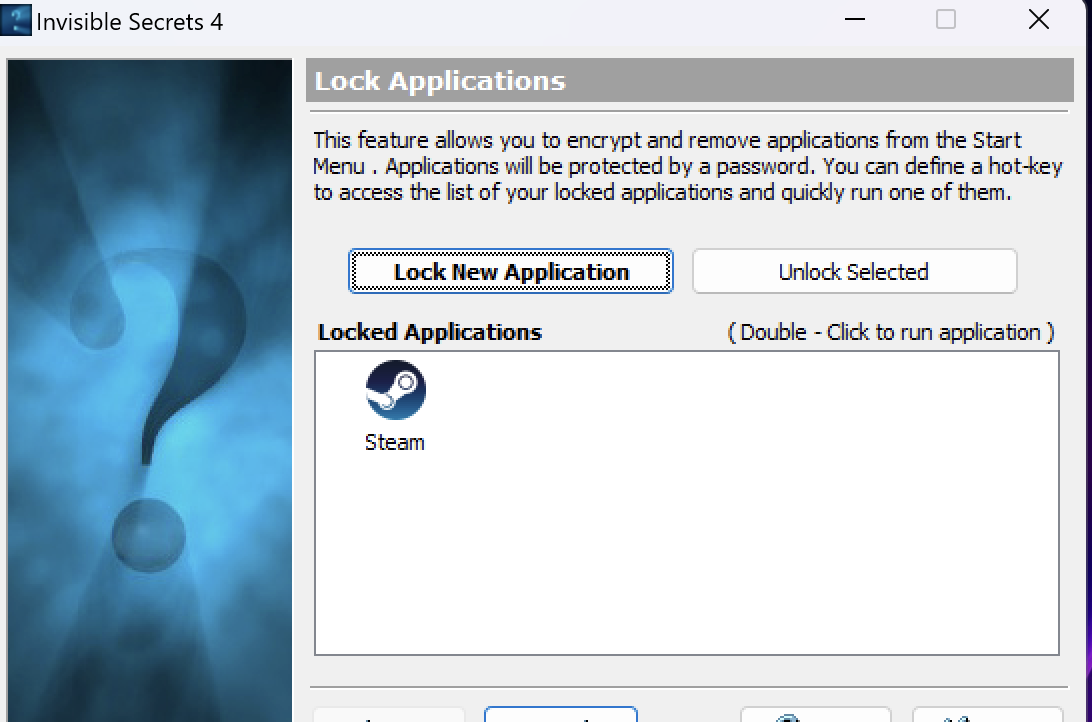 Invisible Secrets 4
Lock Applications
This feature allows you to encrypt and remove applications from the Start
Menu . Applications will be protected by a password. You can define a hot-key
to access the list of your locked applications and quickly run one of them.
Lock New Application
Unlock Selected
Locked Applications
( Double - Click to run application )
Steam